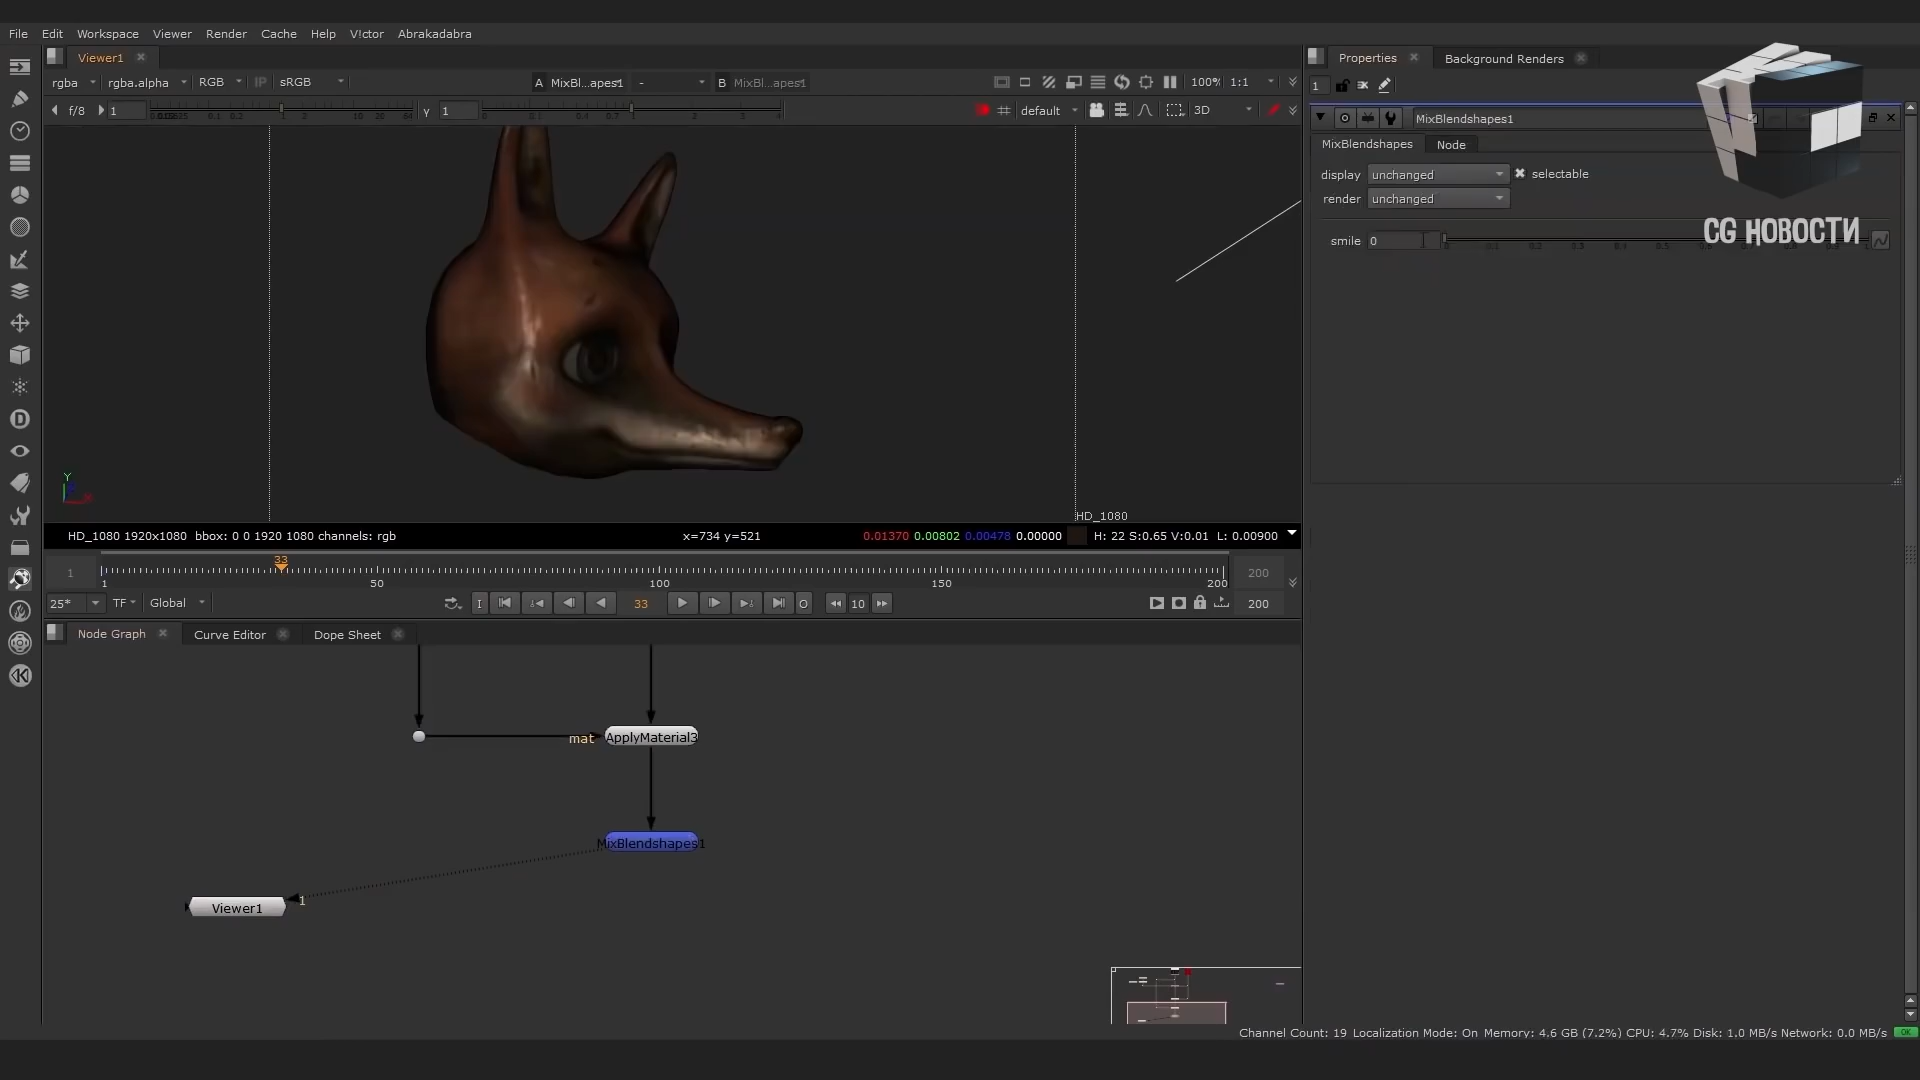 File Edit Workspace Viewer Render Cache Help V!ctor Abrakadabra
Viewer1
Properties
Background Renders
rgba rgba.alpha RGB IP sRGB A MixBl...apes1 - B MixBl...apes1 100% 1:1
1
f/8 1 y 1 default 3D
MixBlendshapes1
MixBlendshapes Node
display unchanged selectable
render unchanged
CG НОВОСТИ
smile 0
Y
HD_1080
HD_1080 1920x1080 bbox: 0 0 1920 1080 channels: rgb x=734 y=521 0.01370 0.00802 0.00478 0.00000 H: 22 S:0.65 V:0.01 L: 0.00900
33
1 200
1 50 100 150 200
25* TF Global I 33 O 10 200
Node Graph Curve Editor Dope Sheet
mat ApplyMaterial3
MixBlendshapes1
1
Viewer1
Channel Count: 19 Localization Mode: On Memory: 4.6 GB (7.2%) CPU: 4.7% Disk: 1.0 MB/s Network: 0.0 MB/s OK